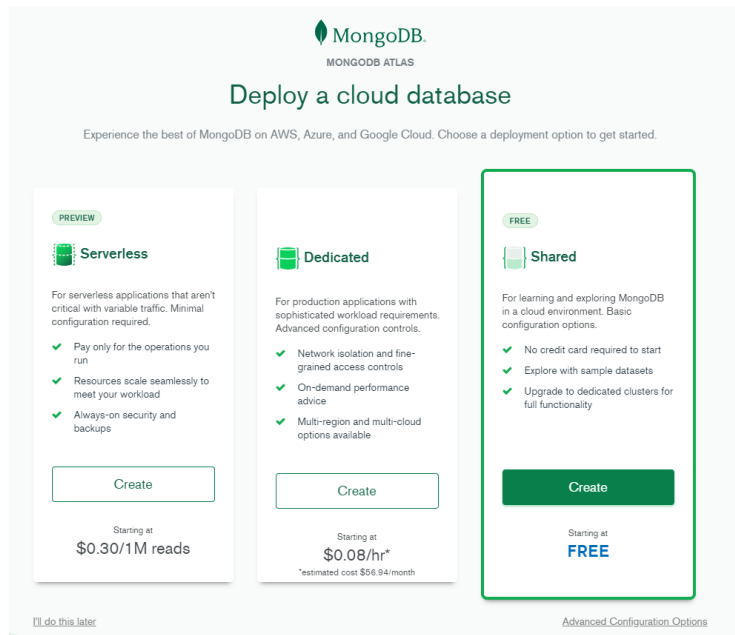 MongoDB.
MONGODB ATLAS
Deploy a cloud database
Experience the best of MongoDB on AWS, Azure, and Google Cloud. Choose a deployment option to get started.
PREVIEW
Serverless
For serverless applications that aren't
critical with variable traffic. Minimal
configuration required.
Pay only for the operations you
run
Resources scale seamlessly to
meet your workload
Always-on security and
backups
Create
Starting at
$0.30/1M reads
Dedicated
For production applications with
sophisticated workload requirements.
Advanced configuration controls.
Network isolation and fine-
grained access controls
On-demand performance
advice
Multi-region and multi-cloud
options available
Create
Starting at
$0.08/hr*
*estimated cost $56.94/month
FREE
Shared
For learning and exploring MongoDB
in a cloud environment. Basic
configuration options.
No credit card required to start
Explore with sample datasets
Upgrade to dedicated clusters for
full functionality
Create
Starting at
FREE
I'll do this later
Advanced Configuration Options